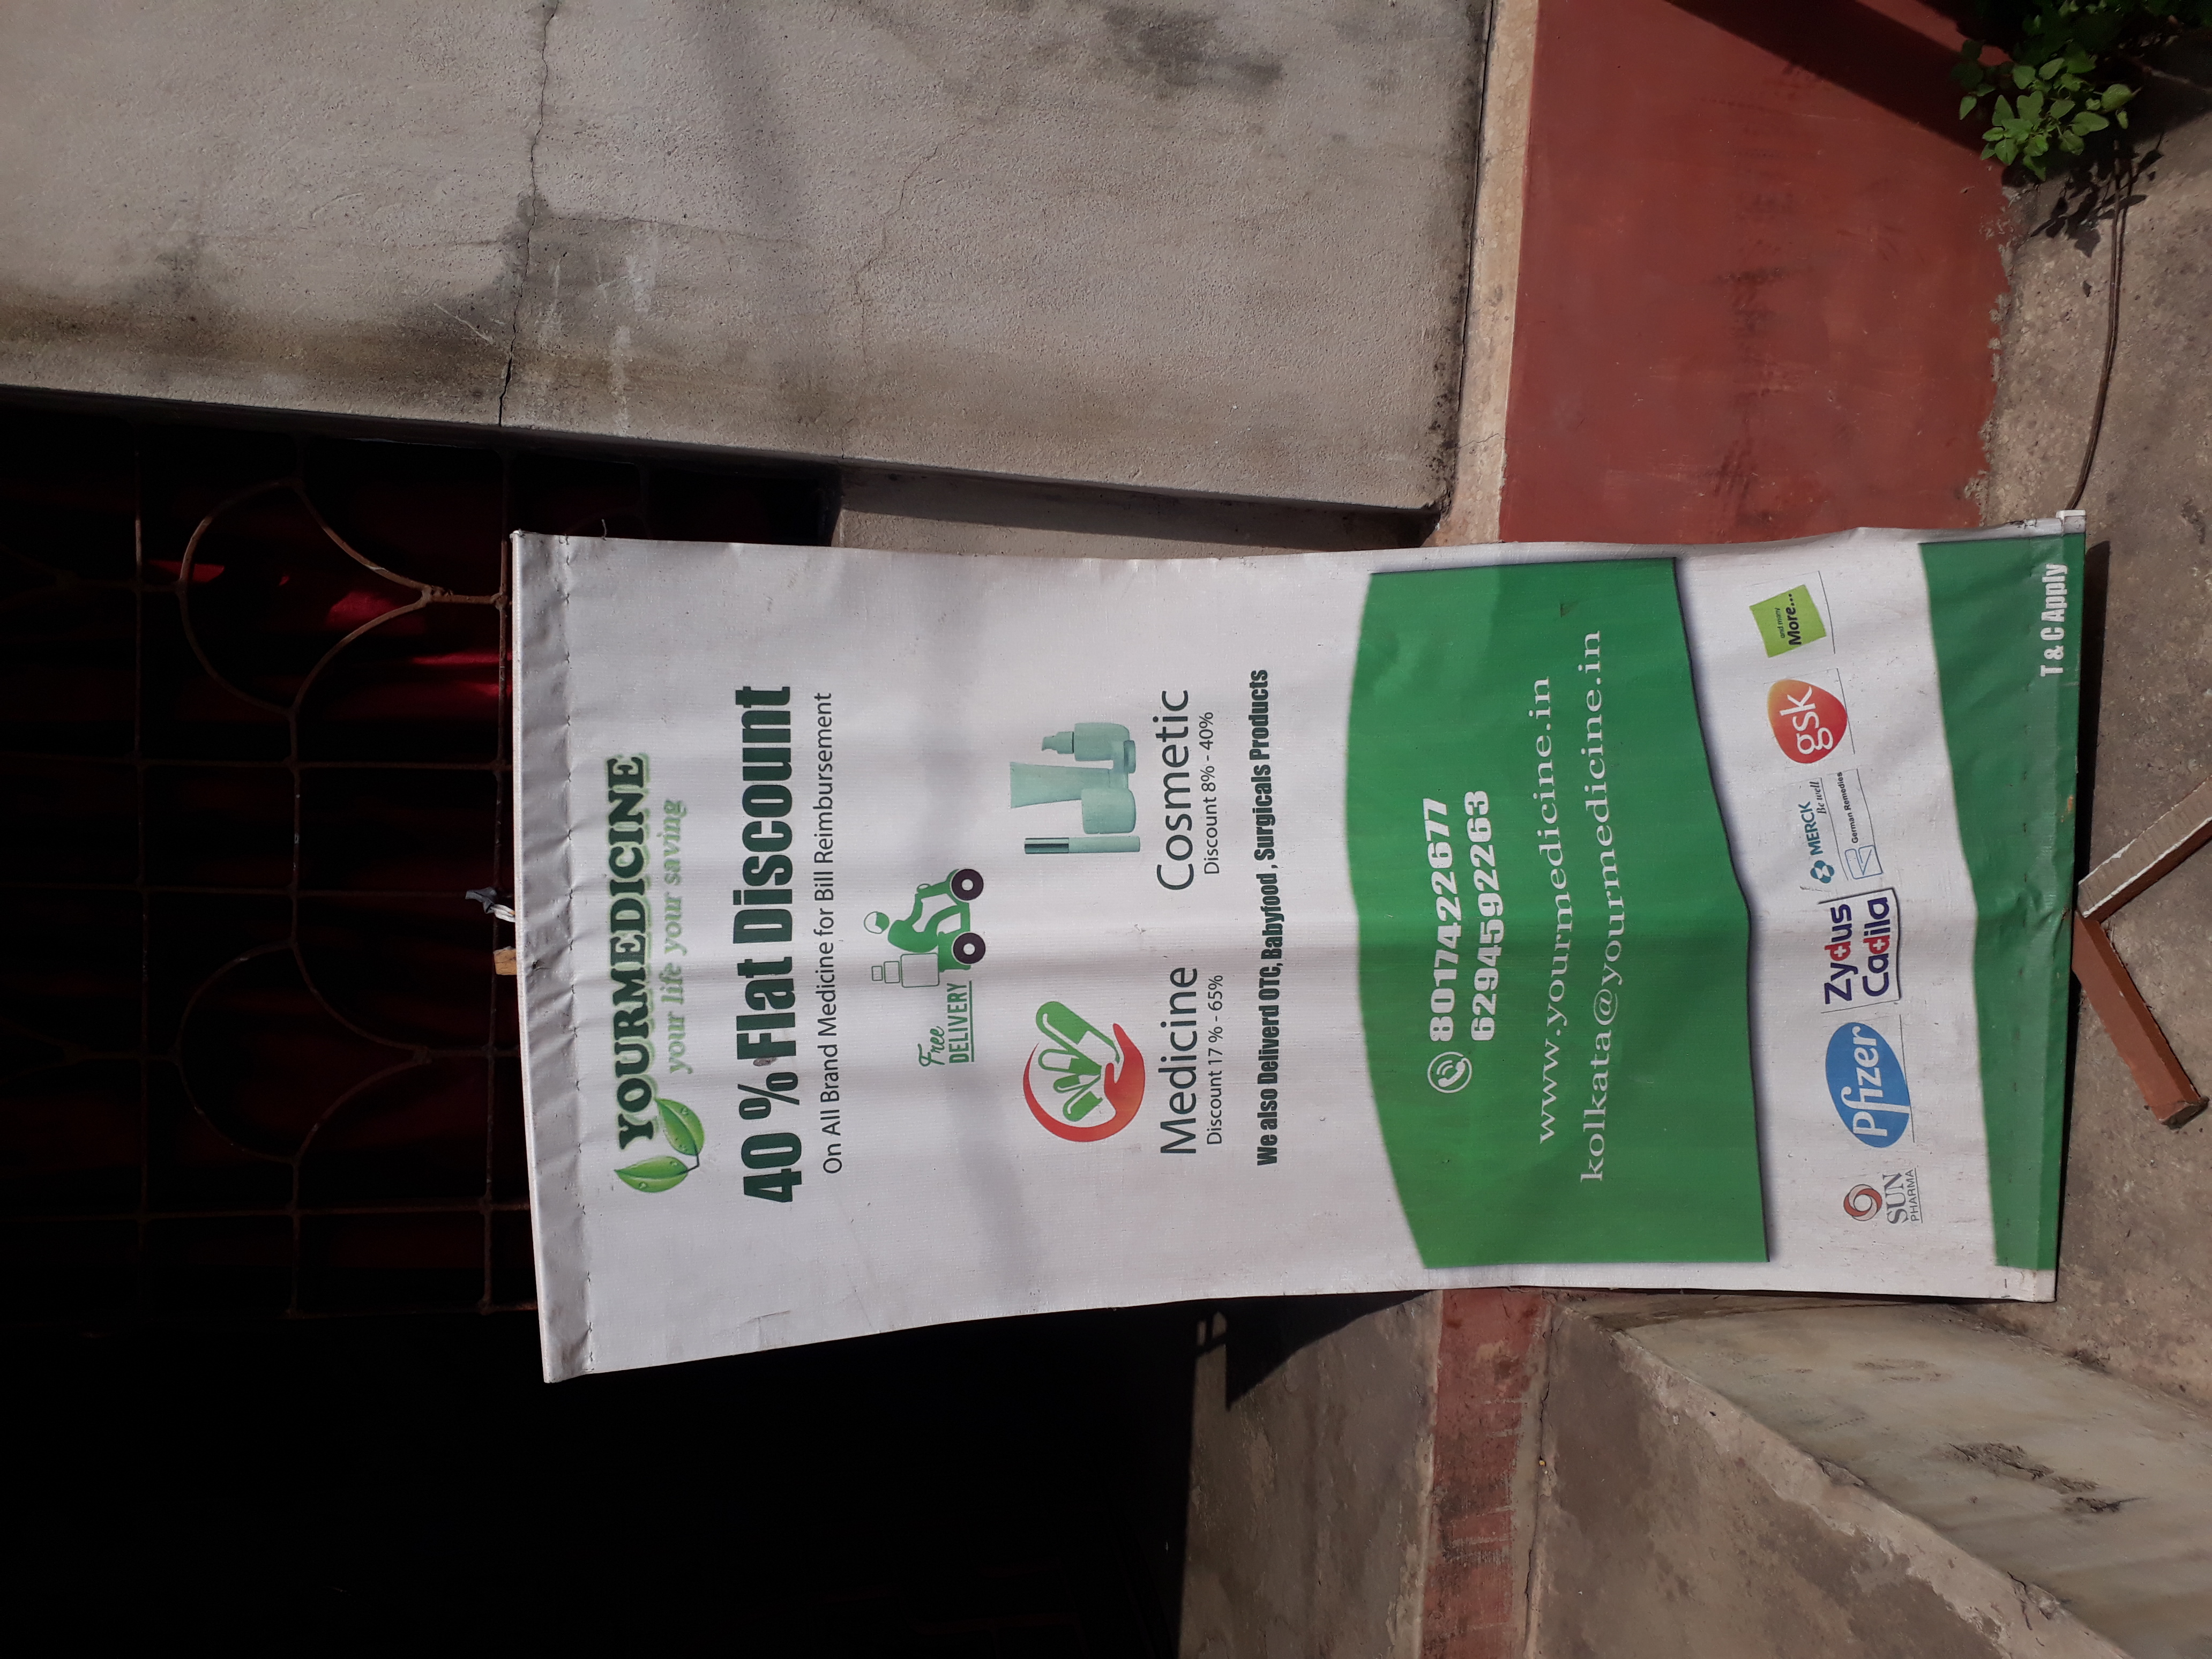 YOURMEDICINE
your life your saving
40 % Flat Discount
On All Brand Medicine for Bill Reimbursement
Free
DELIVERY
Medicine
Discount 17 % - 65%
Cosmetic
Discount 8% - 40%
We also Deliverd OTC, Babyfood , Surgicals Products
8017422677
6294592263
www.yourmedicine.in
kolkata@yourmedicine.in
SUN
PHARMA
Pfizer
Zydus
Cadila
MERCK
Be well
German Remedies
gsk
and many
More...
T & C Apply